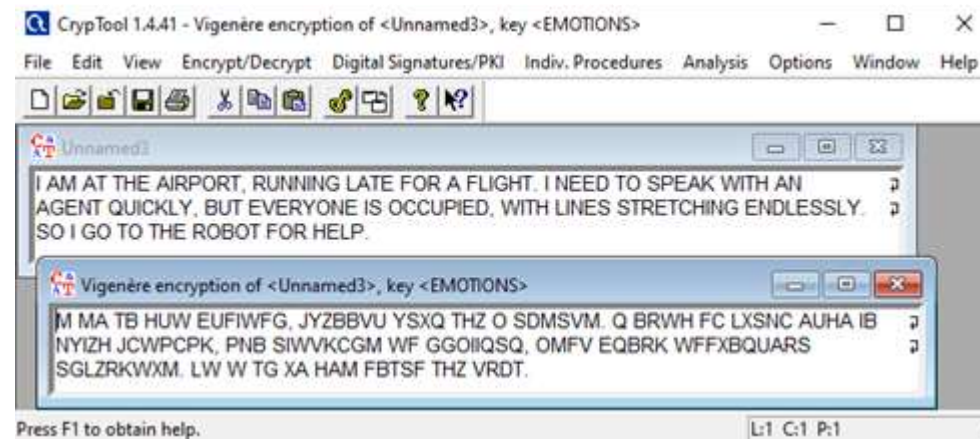 CrypTool 1.4.41 - Vigenère encryption of <Unnamed3>, key <EMOTIONS>
File Edit View Encrypt/Decrypt Digital Signatures/PKI Indiv. Procedures Analysis Options Window Help
Unnamed3
I AM AT THE AIRPORT, RUNNING LATE FOR A FLIGHT. I NEED TO SPEAK WITH AN
AGENT QUICKLY, BUT EVERYONE IS OCCUPIED, WITH LINES STRETCHING ENDLESSLY.
SO I GO TO THE ROBOT FOR HELP.
Vigenère encryption of <Unnamed3>, key <EMOTIONS>
M MA TB HUW EUFIWFG, JYZBBVU YSXQ THZ O SDMSVM. Q BRWH FC LXSNC AUHA IB
NYIZH JCWPCPK, PNB SIWVKCGM WF GGOIIQSQ, OMFV EQBRK WFFXBQUARS
SGLZRKWXM. LW W TG XA HAM FBTSF THZ VRDT.
Press F1 to obtain help.
L:1 C:1 P:1